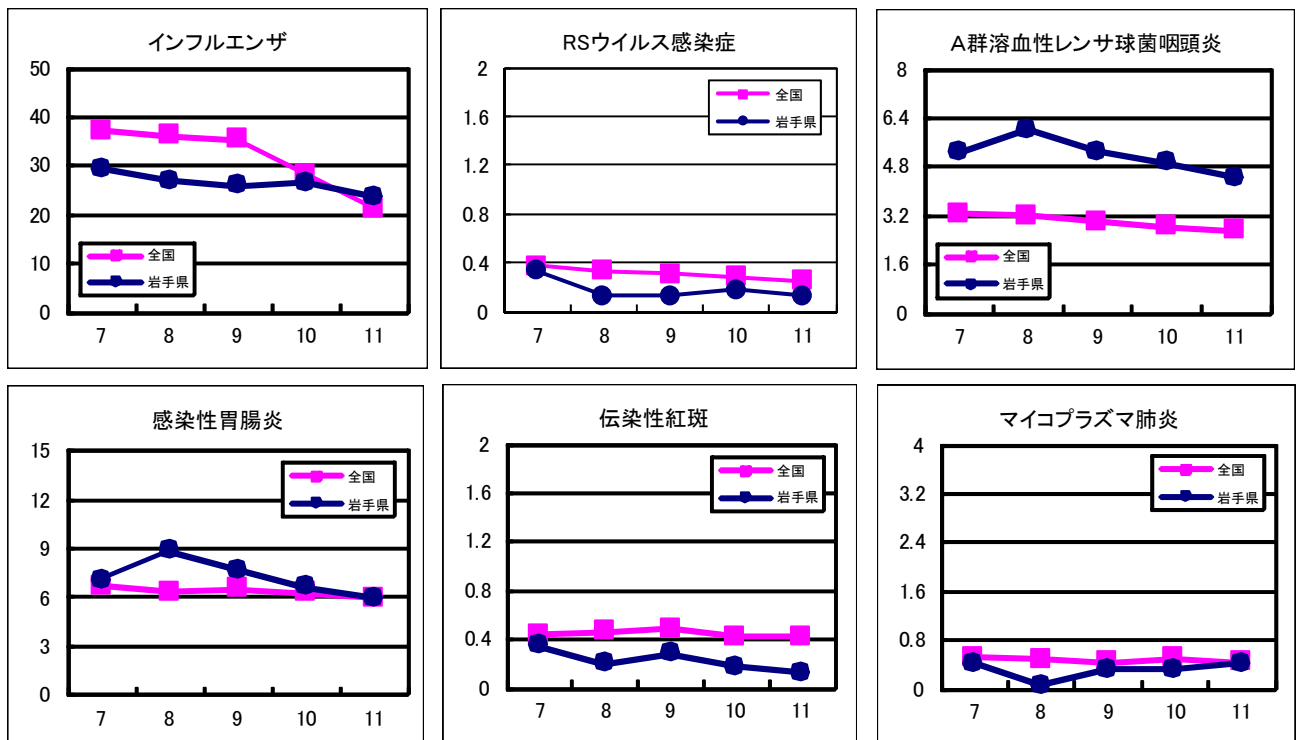 インフルエンザ
50
40
30
20
10
0
全国
岩手県
7 8 9 10 11
RSウイルス感染症
2
1.6
1.2
0.8
0.4
0
全国
岩手県
7 8 9 10 11
A群溶血性レンサ球菌咽頭炎
8
6.4
4.8
3.2
1.6
0
全国
岩手県
7 8 9 10 11
感染性胃腸炎
15
12
9
6
3
0
全国
岩手県
7 8 9 10 11
伝染性紅斑
2
1.6
1.2
0.8
0.4
0
全国
岩手県
7 8 9 10 11
マイコプラズマ肺炎
4
3.2
2.4
1.6
0.8
0
全国
岩手県
7 8 9 10 11